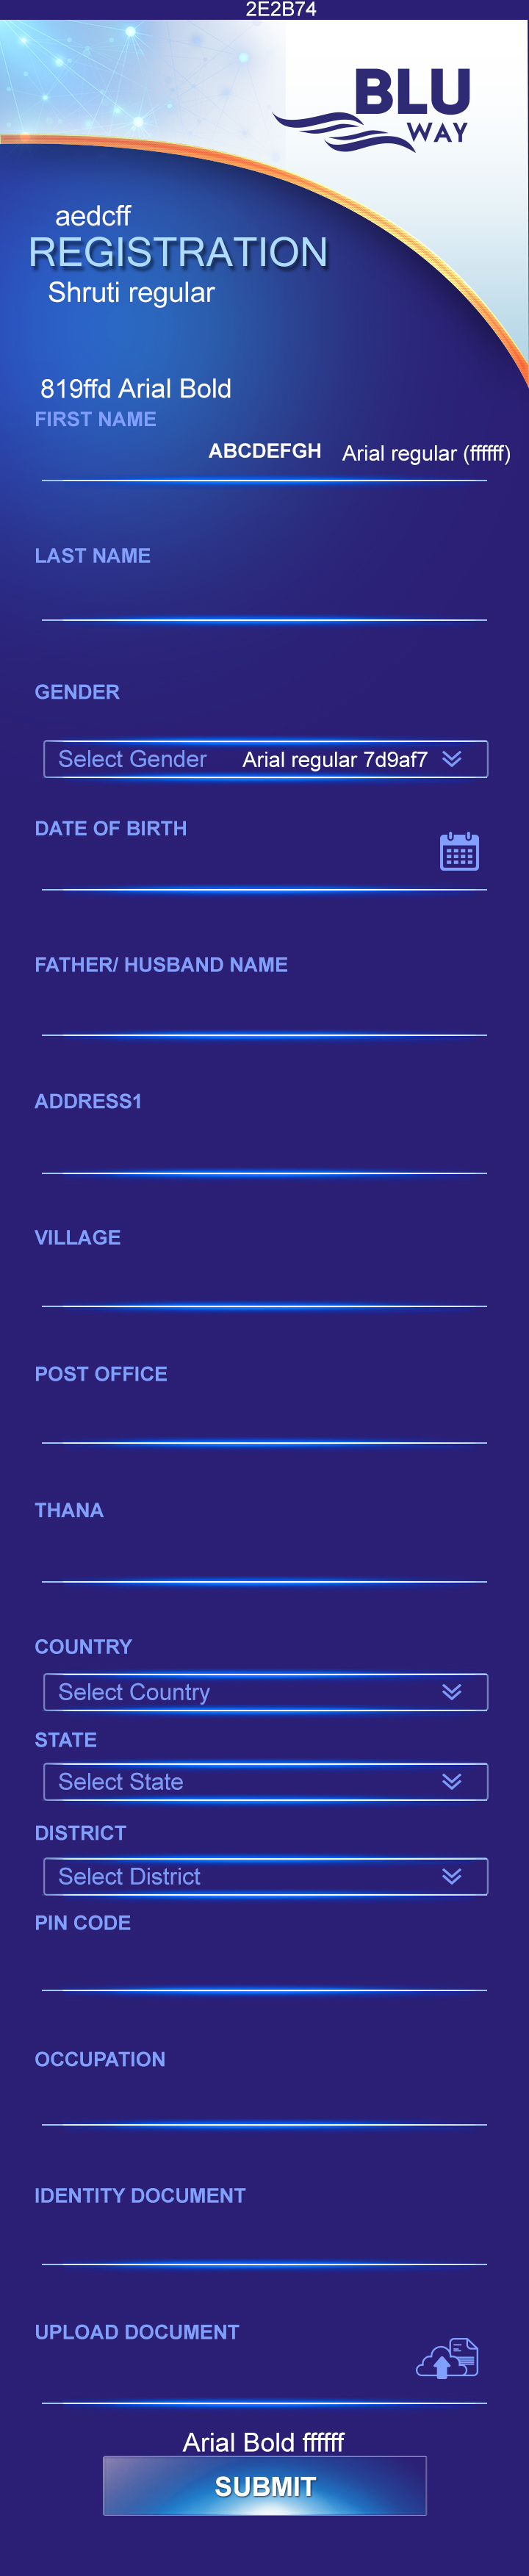 2E2B74
BLU
WAY
aedcff
REGISTRATION
Shruti regular
819ffd Arial Bold
FIRST NAME
ABCDEFGH Arial regular (ffffff)
LAST NAME
GENDER
Select Gender Arial regular 7d9af7
DATE OF BIRTH
FATHER/ HUSBAND NAME
ADDRESS1
VILLAGE
POST OFFICE
THANA
COUNTRY
Select Country
STATE
Select State
DISTRICT
Select District
PIN CODE
OCCUPATION
IDENTITY DOCUMENT
UPLOAD DOCUMENT
Arial Bold ffffff
SUBMIT